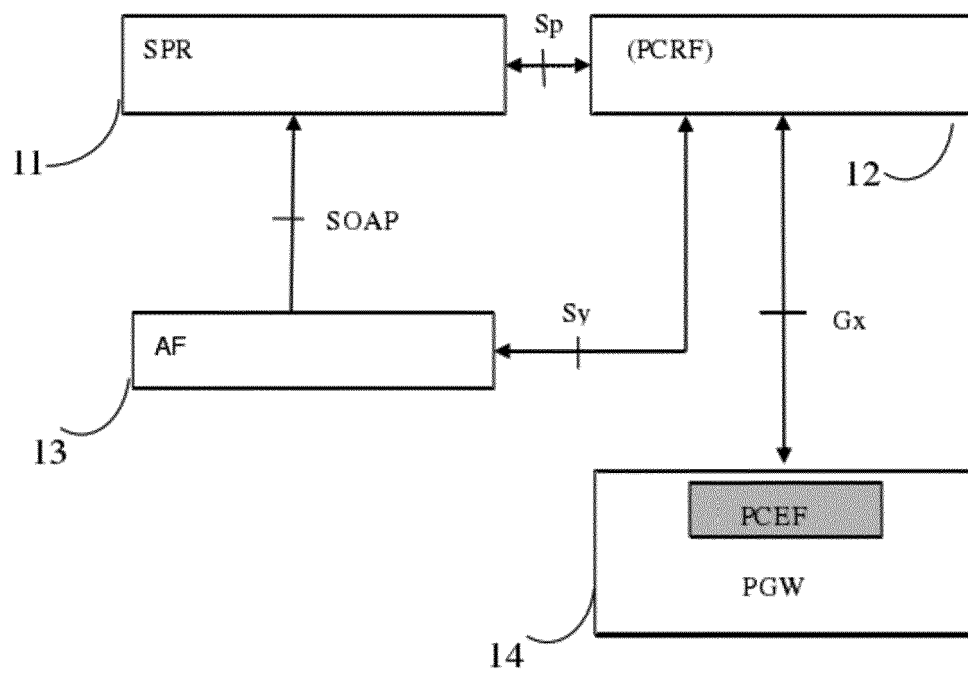 Sp
SPR
(PCRF)
11
12
SOAP
Sy
Gx
AF
13
PCEF
PGW
14